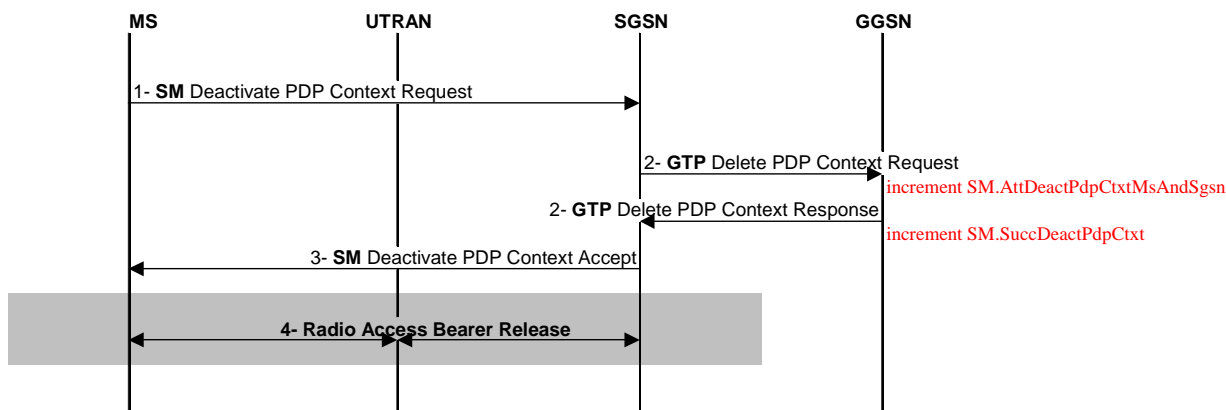 MS UTRAN SGSN GGSN
1- SM Deactivate PDP Context Request
2- GTP Delete PDP Context Request
increment SM.AttDeactPdpCtxtMsAndSgsn
2- GTP Delete PDP Context Response
increment SM.SuccDeactPdpCtxt
3- SM Deactivate PDP Context Accept
4- Radio Access Bearer Release